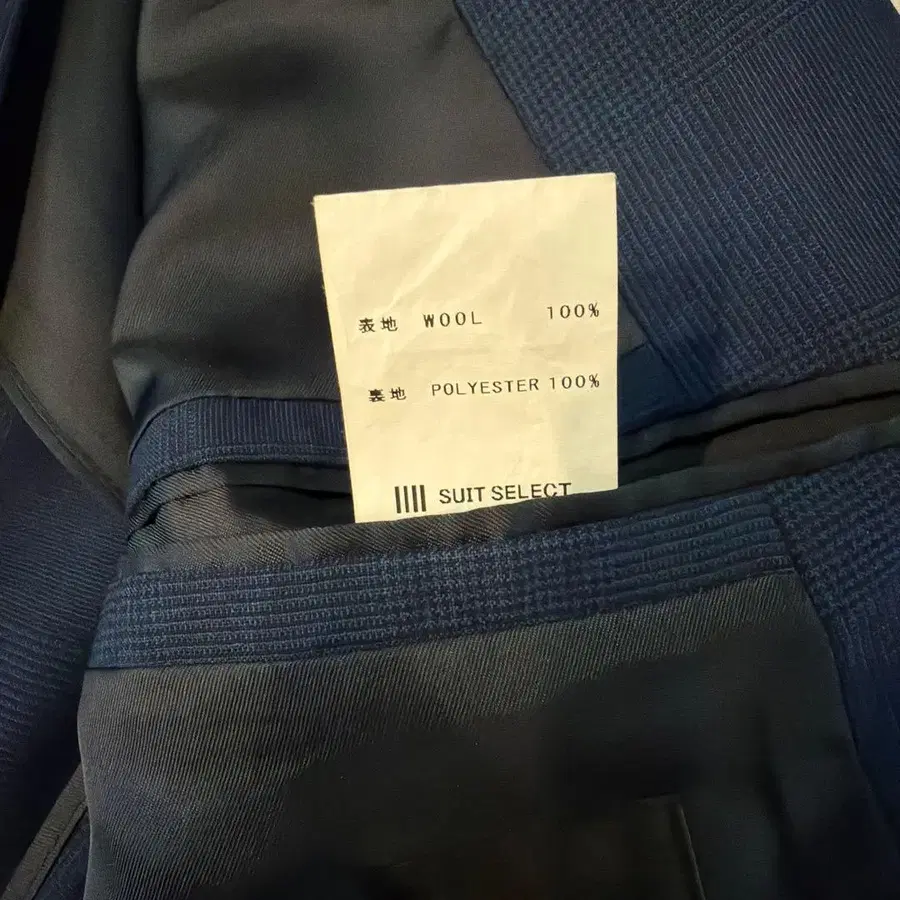 表地 WOOL 100%
裏地 POLYESTER 100%
SUIT SELECT